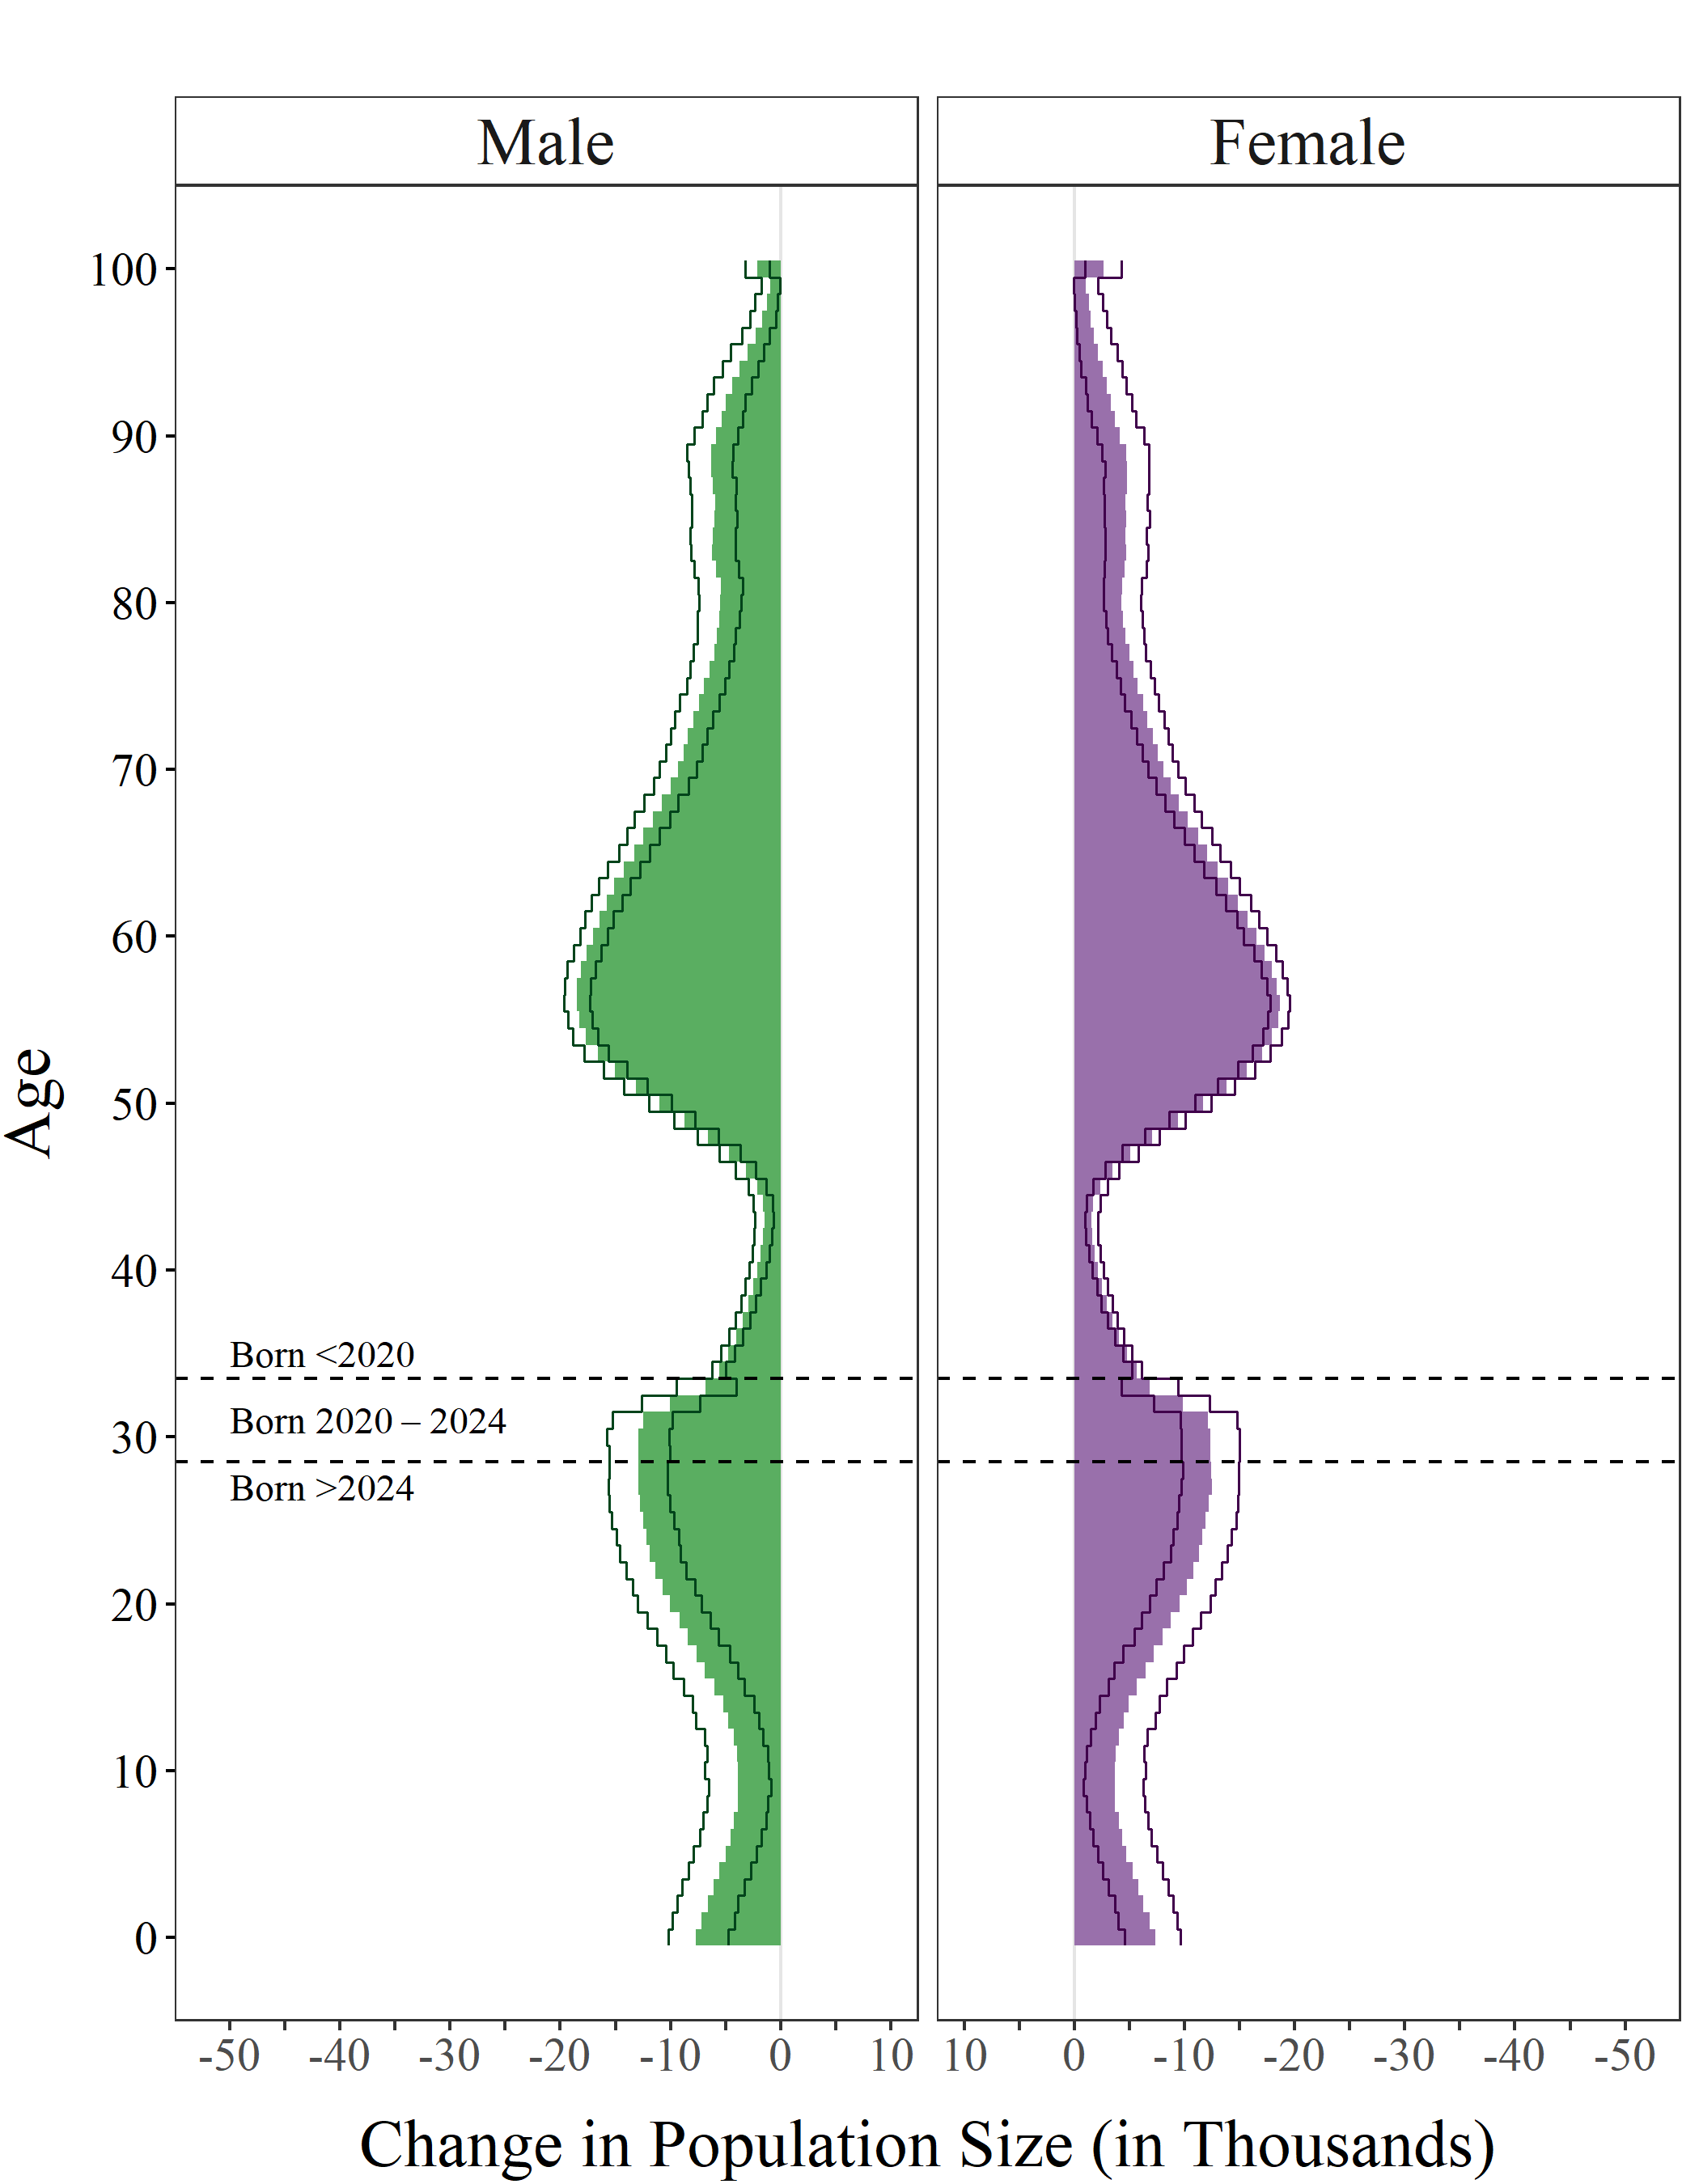 Male
Female
Age
100
90
80
70
60
50
40
30
20
10
0
Born <2020
Born 2020 – 2024
Born >2024
-50 -40 -30 -20 -10 0 10
10 0 -10 -20 -30 -40 -50
Change in Population Size (in Thousands)